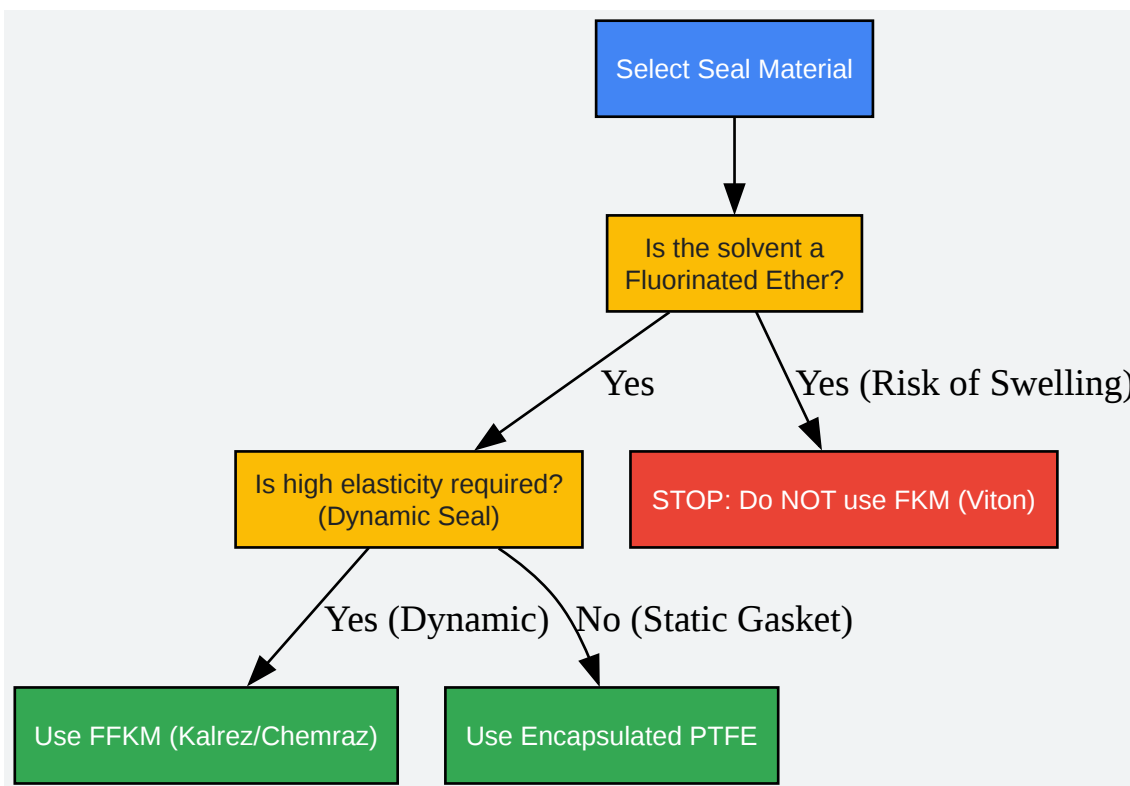 Select Seal Material
Is the solvent a
Fluorinated Ether?
Yes
Yes (Risk of Swelling)
Is high elasticity required?
(Dynamic Seal)
STOP: Do NOT use FKM (Viton)
Yes (Dynamic)
No (Static Gasket)
Use FFKM (Kalrez/Chemraz)
Use Encapsulated PTFE